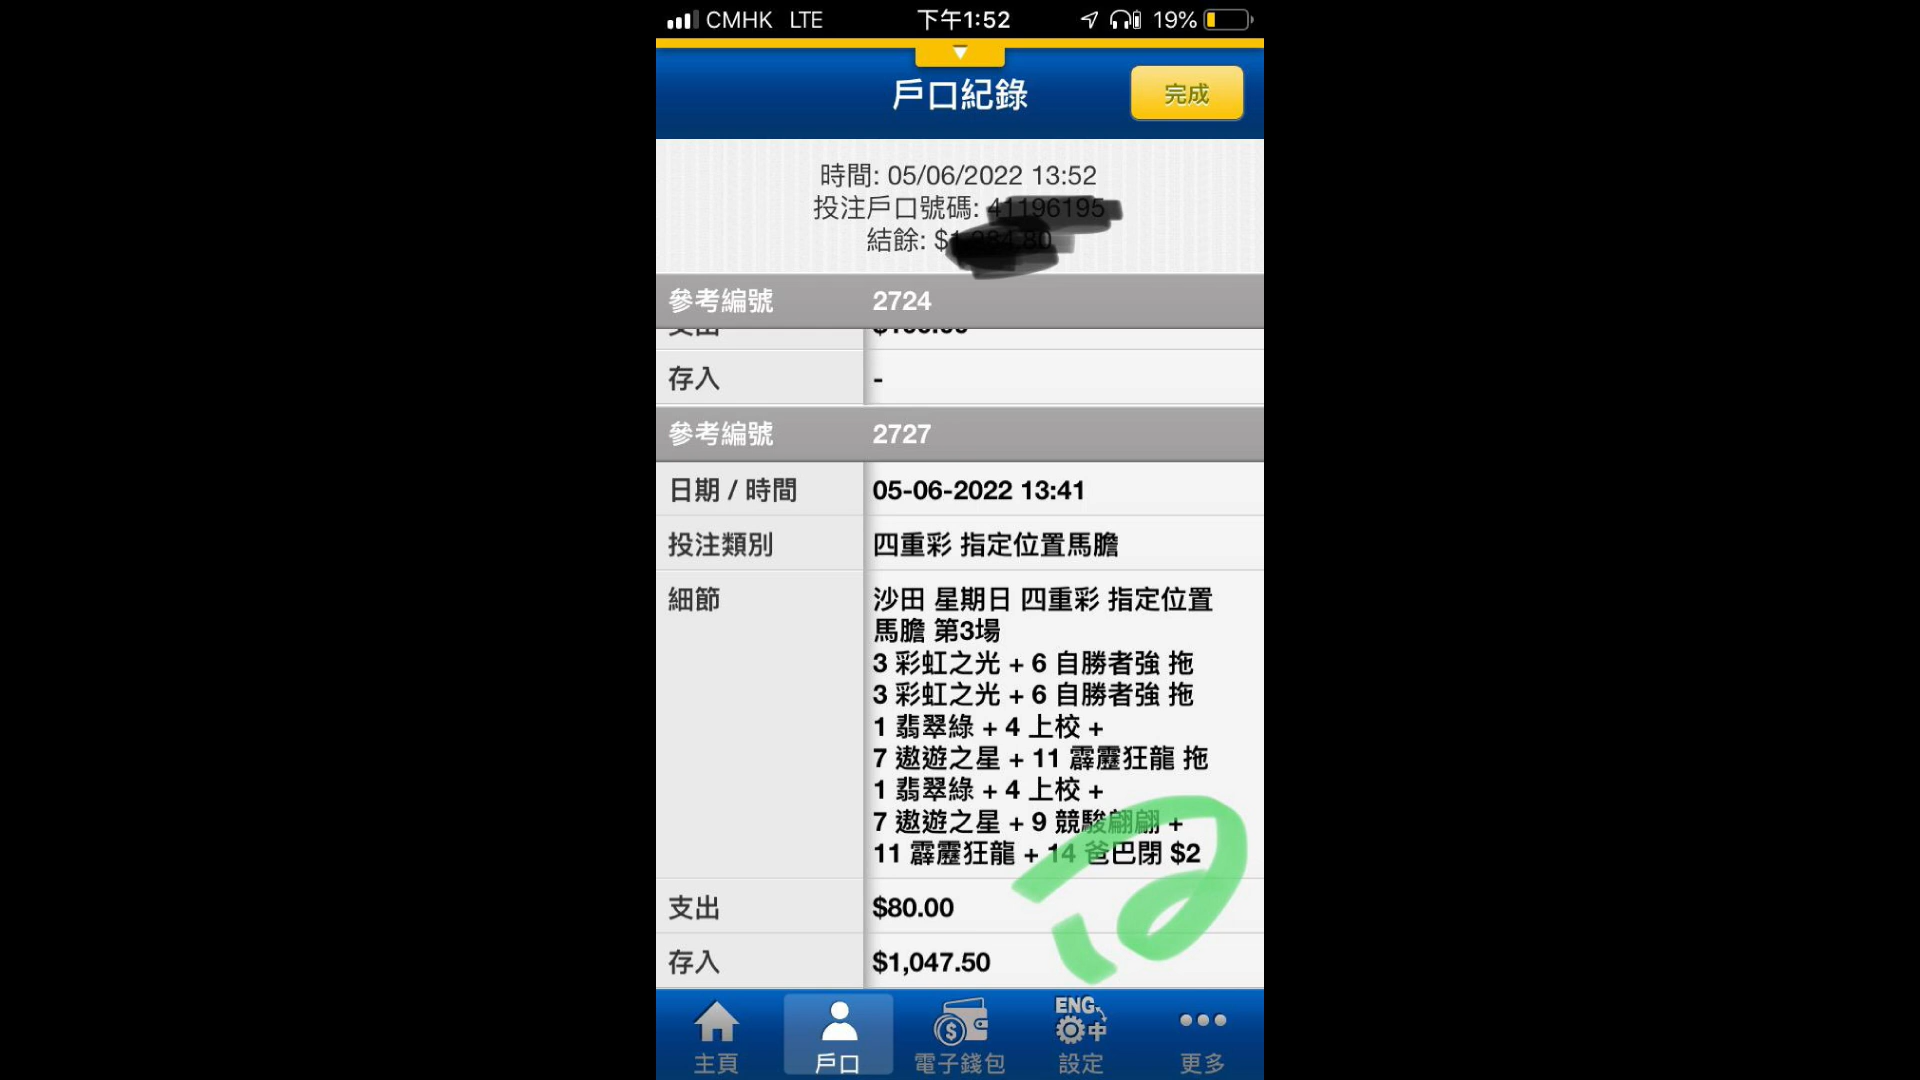 CMHK LTE 下午1:52 19%
戶口紀錄 完成
時間: 05/06/2022 13:52
投注戶口號碼:
結餘: $
參考編號 2724
存入 -
參考編號 2727
日期 / 時間 05-06-2022 13:41
投注類別 四重彩 指定位置馬膽
細節 沙田 星期日 四重彩 指定位置
馬膽 第3場
3 彩虹之光 + 6 自勝者強 拖
3 彩虹之光 + 6 自勝者強 拖
1 翡翠綠 + 4 上校 +
7 遨遊之星 + 11 霹靂狂龍 拖
1 翡翠綠 + 4 上校 +
7 遨遊之星 + 9 競駿翩翩 +
11 霹靂狂龍 + 14 爸巴閉 $2
支出 $80.00
存入 $1,047.50
ENG 中
主頁 戶口 電子錢包 設定 更多